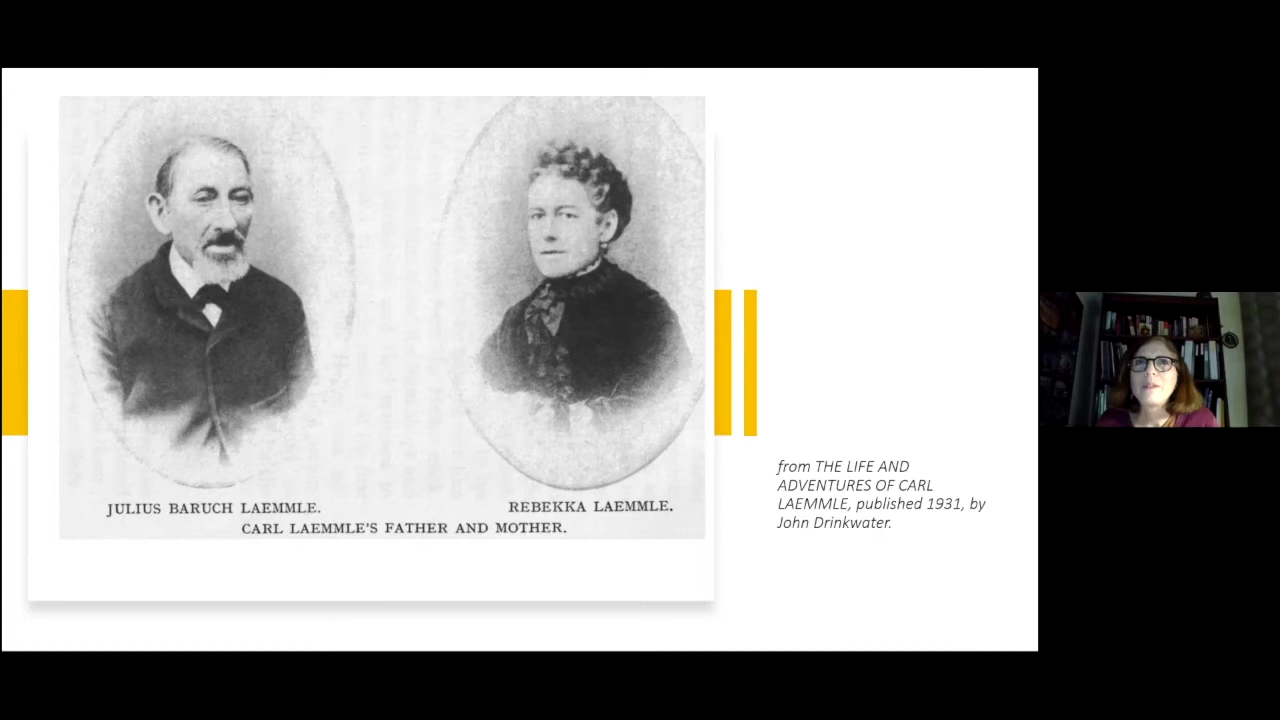 JULIUS BARUCH LAEMMLE.
REBEKKA LAEMMLE.
CARL LAEMMLE'S FATHER AND MOTHER.
from THE LIFE AND
ADVENTURES OF CARL
LAEMMLE, published 1931, by
John Drinkwater.